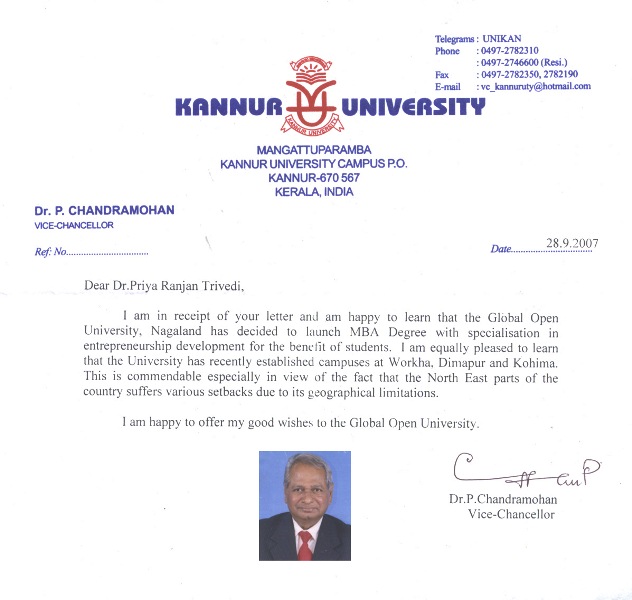 Telegrams : UNIKAN
Phone : 0497-2782310
: 0497-2746600 (Resi.)
Fax : 0497-2782350, 2782190
E-mail : vc_kannuruty@hotmail.com
KANNUR UNIVERSITY
KANNUR UNIVERSITY
MANGATTUPARAMBA
KANNUR UNIVERSITY CAMPUS P.O.
KANNUR-670 567
KERALA, INDIA
Dr. P. CHANDRAMOHAN
VICE-CHANCELLOR
Ref: No..................................
Date.................................. 28.9.2007
Dear Dr.Priya Ranjan Trivedi,
I am in receipt of your letter and am happy to learn that the Global Open
University, Nagaland has decided to launch MBA Degree with specialisation in
entrepreneurship development for the benefit of students. I am equally pleased to learn
that the University has recently established campuses at Workha, Dimapur and Kohima.
This is commendable especially in view of the fact that the North East parts of the
country suffers various setbacks due to its geographical limitations.
I am happy to offer my good wishes to the Global Open University.
Dr.P.Chandramohan
Vice-Chancellor